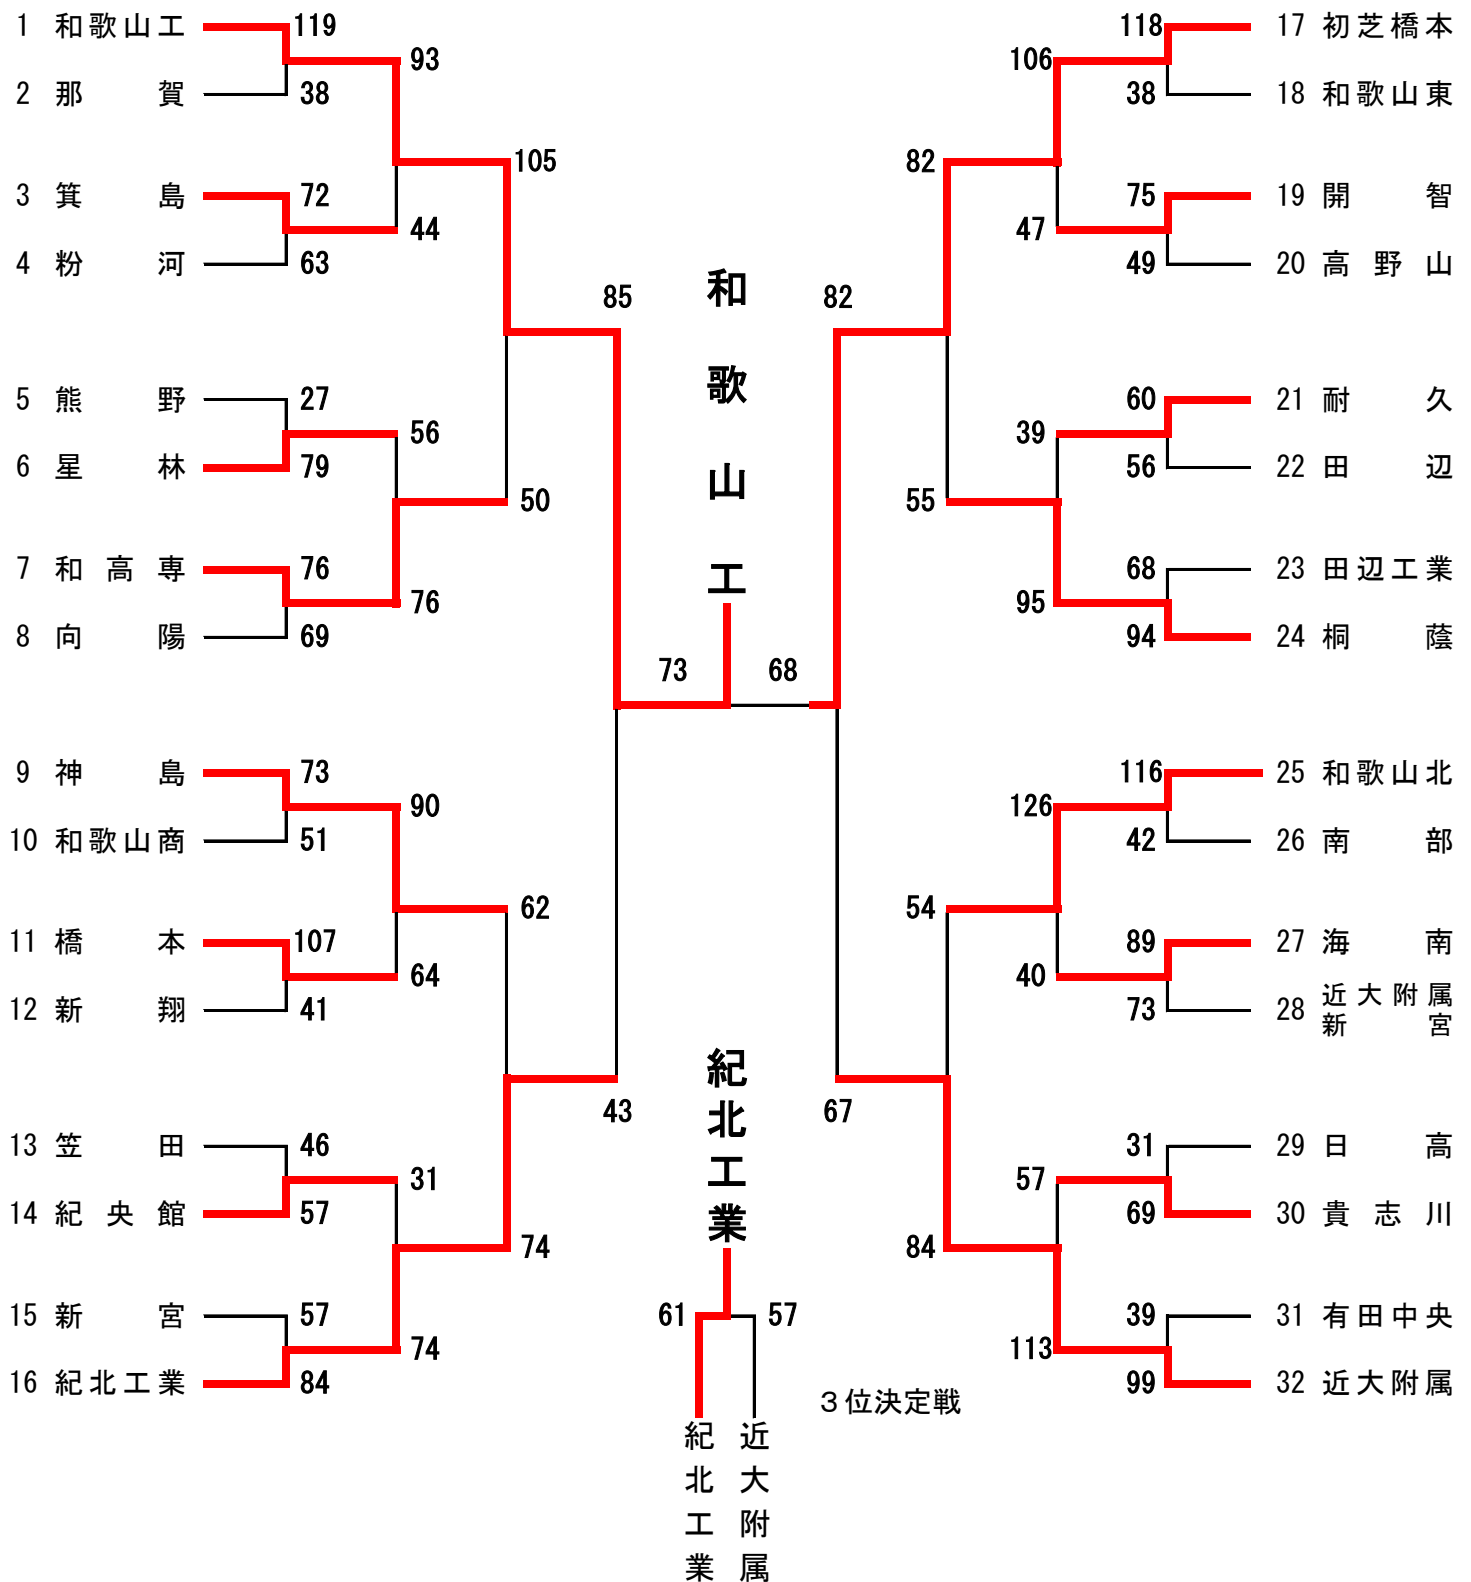 1 和歌山工 119
93
2 那賀 38
105
3 箕島 72
44
4 粉河 63
85
5 熊野 27
56
6 星林 79
50
7 和高専 76
76
8 向陽 69
9 神島 73
90
10 和歌山商 51
62
11 橋本 107
64
12 新翔 41
43
13 笠田 46
31
14 紀央館 57
74
15 新宮 57
74
16 紀北工業 84
和歌山工
73 68
紀北工業
61 57
3位決定戦
紀北工業
近大附属
118 17 初芝橋本
106
38 18 和歌山東
82
75 19 開智
47
49 20 高野山
82
60 21 耐久
39
56 22 田辺
55
68 23 田辺工業
95
94 24 桐蔭
116 25 和歌山北
126
42 26 南部
54
89 27 海南
40
73 28 近大附属
新宮
67
31 29 日高
57
69 30 貴志川
84
39 31 有田中央
113
99 32 近大附属